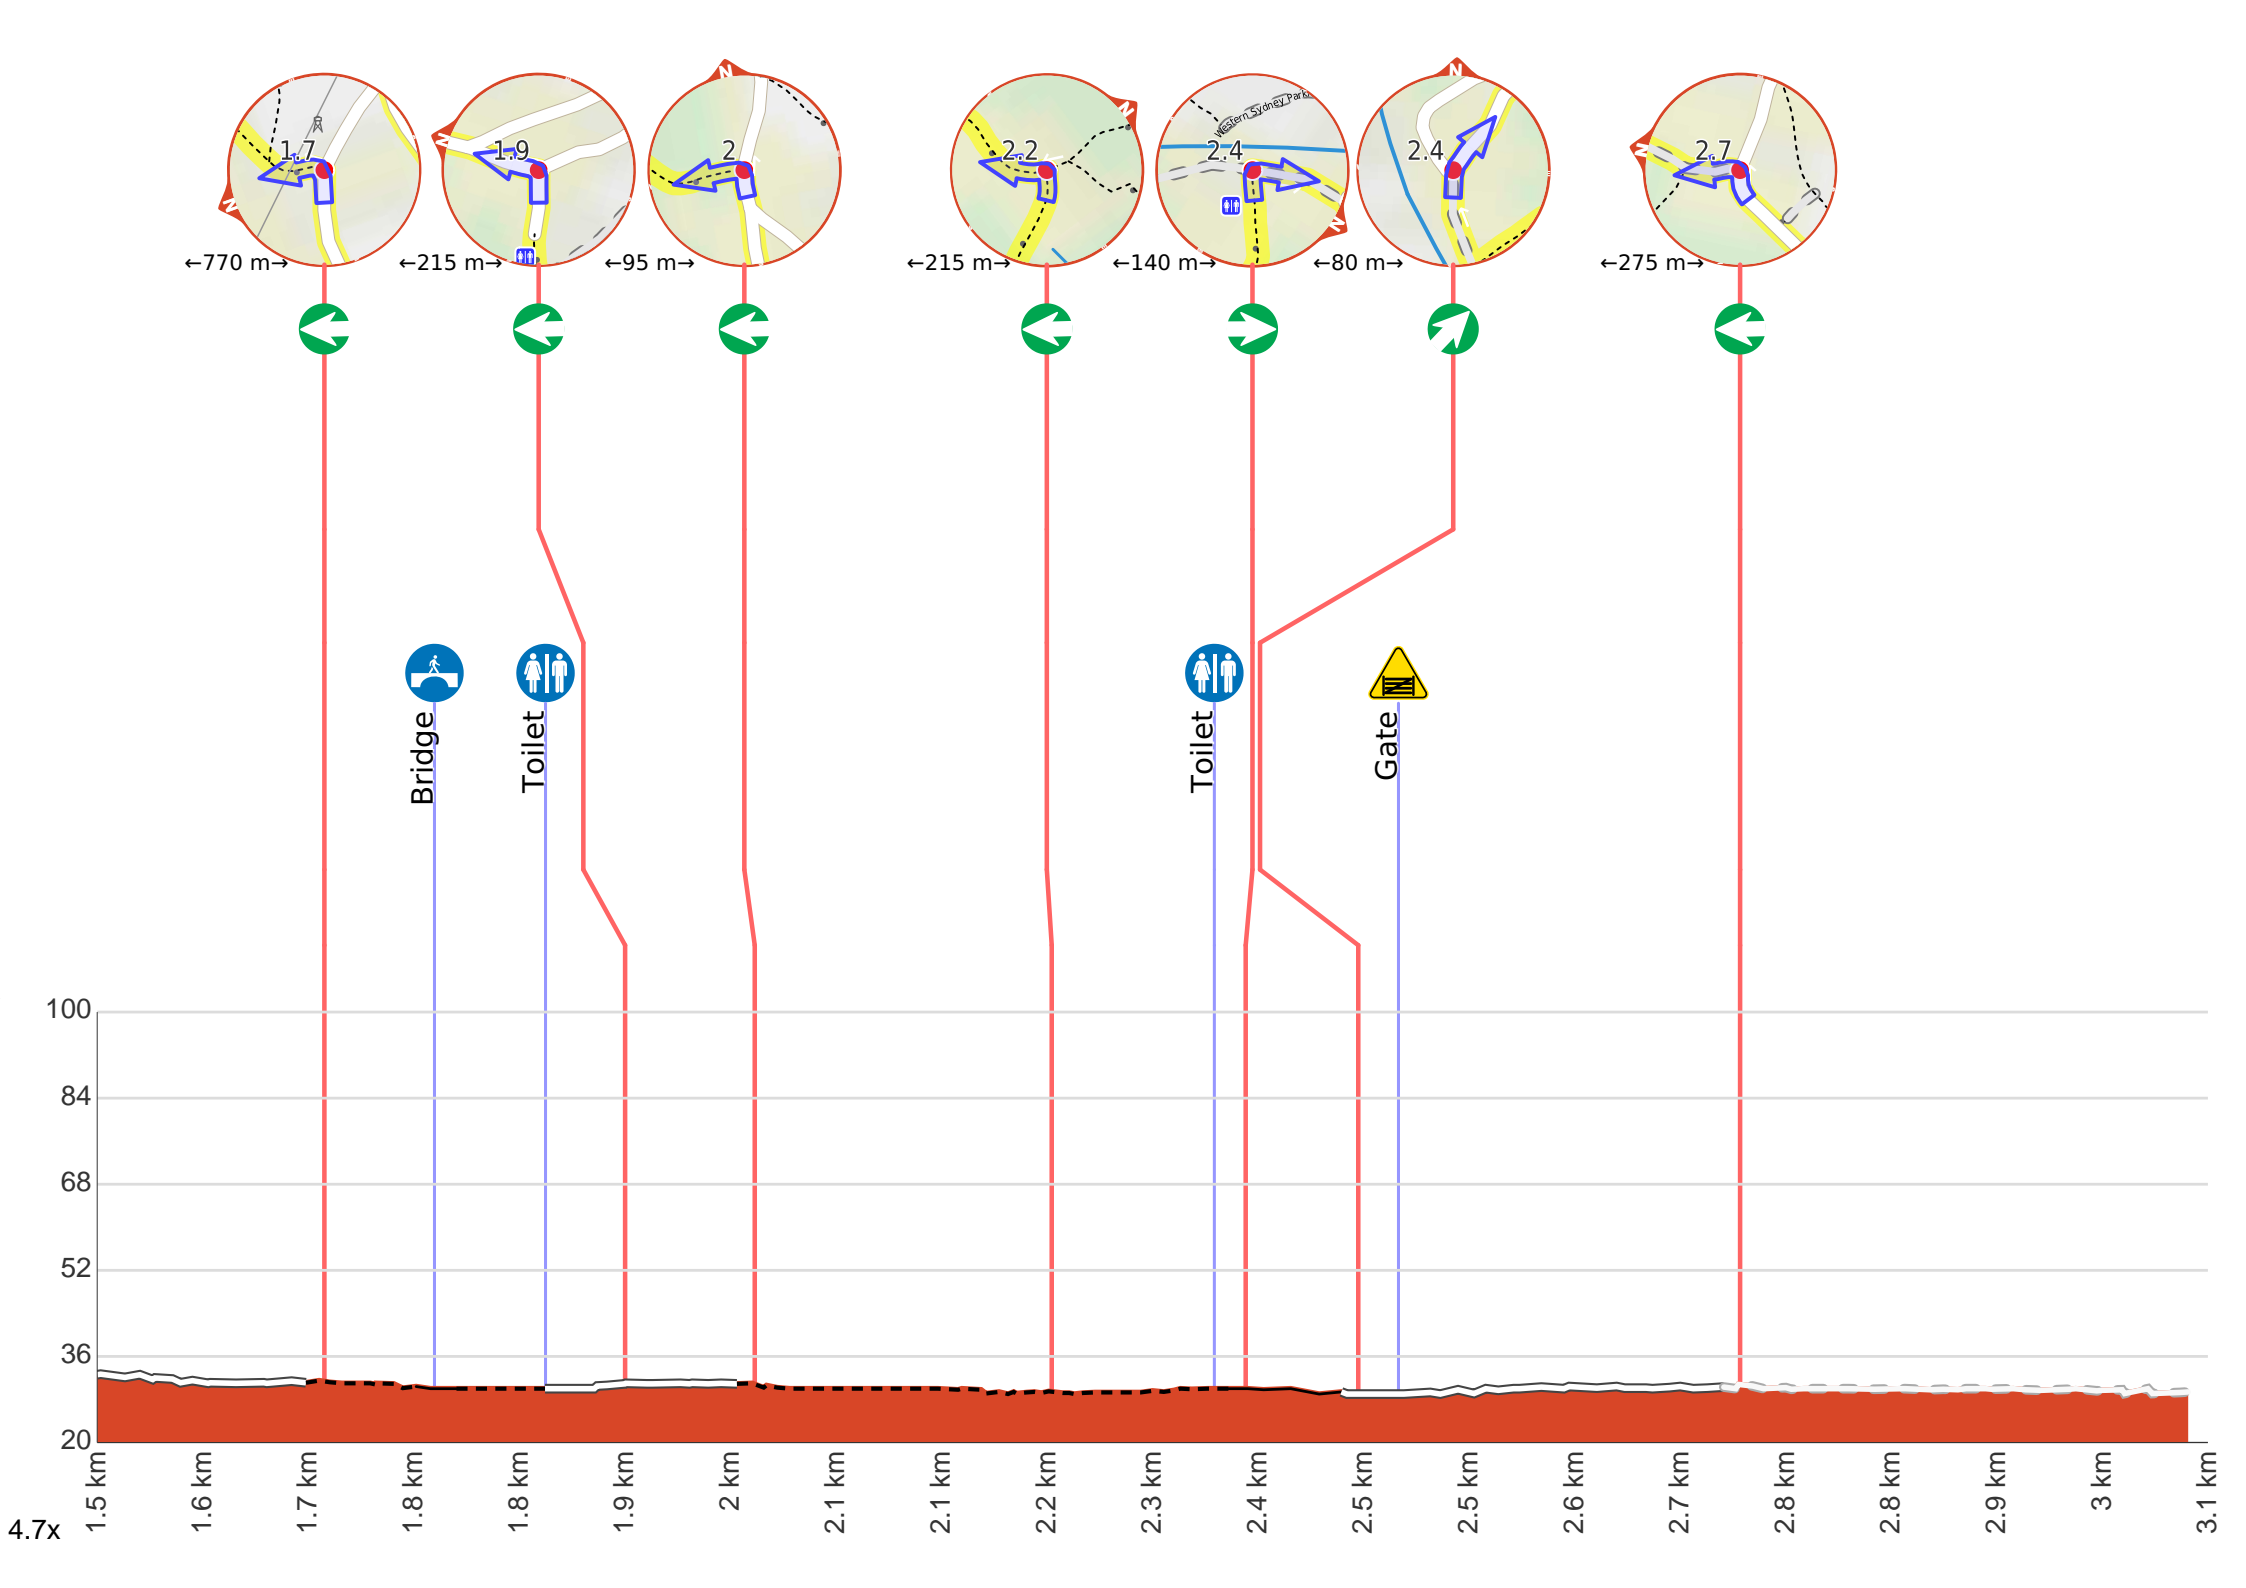 N
N
N
N
N
N
N
Western Sydney Parkl
1.7
1.9
2
2.2
2.4
2.4
2.7
←770 m→
←215 m→
←95 m→
←215 m→
←140 m→
←80 m→
←275 m→
Bridge
Toilet
Toilet
Gate
100
84
68
52
36
20
1.5 km
1.6 km
1.7 km
1.8 km
1.8 km
1.9 km
2 km
2.1 km
2.1 km
2.2 km
2.3 km
2.4 km
2.5 km
2.5 km
2.6 km
2.7 km
2.8 km
2.8 km
2.9 km
3 km
3.1 km
4.7x